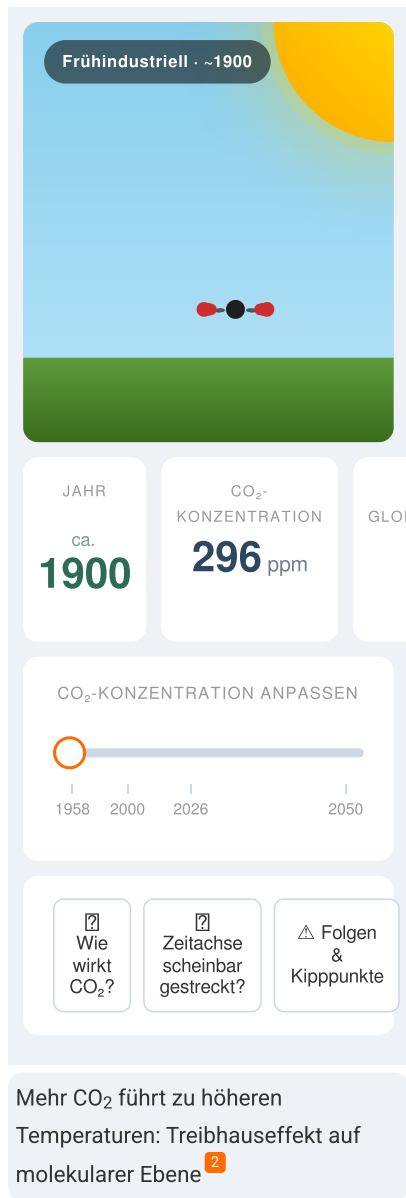 Frühindustriell · ~1900
JAHR
ca.
1900
CO₂-
KONZENTRATION
296 ppm
GLO
CO₂-KONZENTRATION ANPASSEN
1958 2000 2026 2050
Wie
wirkt
CO₂?
Zeitachse
scheinbar
gestreckt?
⚠ Folgen
&
Kipppunkte
Mehr CO₂ führt zu höheren
Temperaturen: Treibhauseffekt auf
molekularer Ebene 2